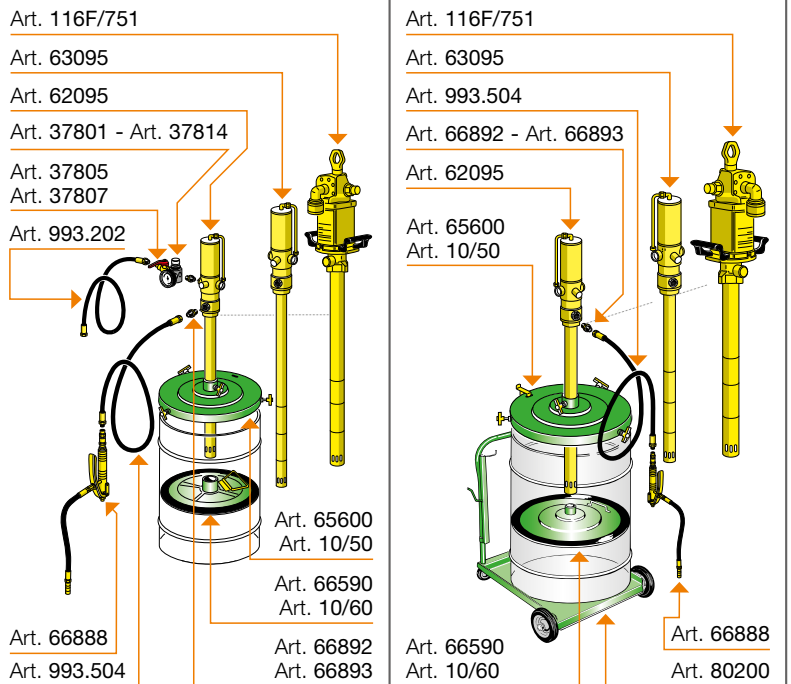 Art. 116F/751
Art. 63095
Art. 62095
Art. 37801 - Art. 37814
Art. 37805
Art. 37807
Art. 993.202
Art. 65600
Art. 10/50
Art. 66590
Art. 10/60
Art. 66888
Art. 993.504
Art. 66892
Art. 66893
Art. 116F/751
Art. 63095
Art. 993.504
Art. 66892 - Art. 66893
Art. 62095
Art. 65600
Art. 10/50
Art. 66590
Art. 10/60
Art. 66888
Art. 80200